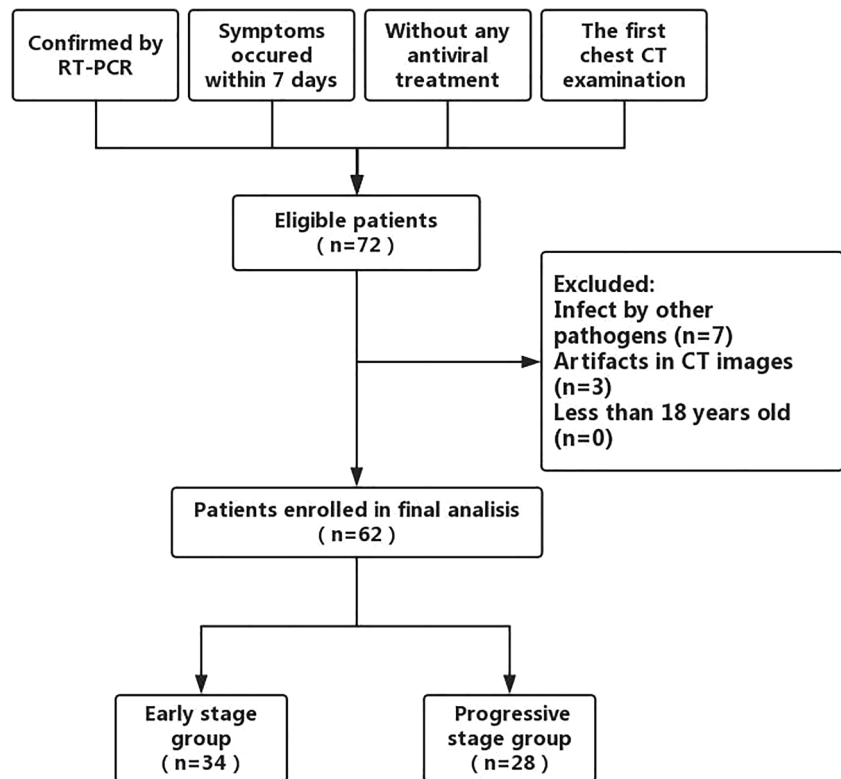 Confirmed by
RT-PCR
Symptoms
occured
within 7 days
Without any
antiviral
treatment
The first
chest CT
examination
Eligible patients
( n=72 )
Excluded:
Infect by other
pathogens (n=7)
Artifacts in CT images
(n=3)
Less than 18 years old
(n=0)
Patients enrolled in final analisis
( n=62 )
Early stage
group
( n=34 )
Progressive
stage group
( n=28 )